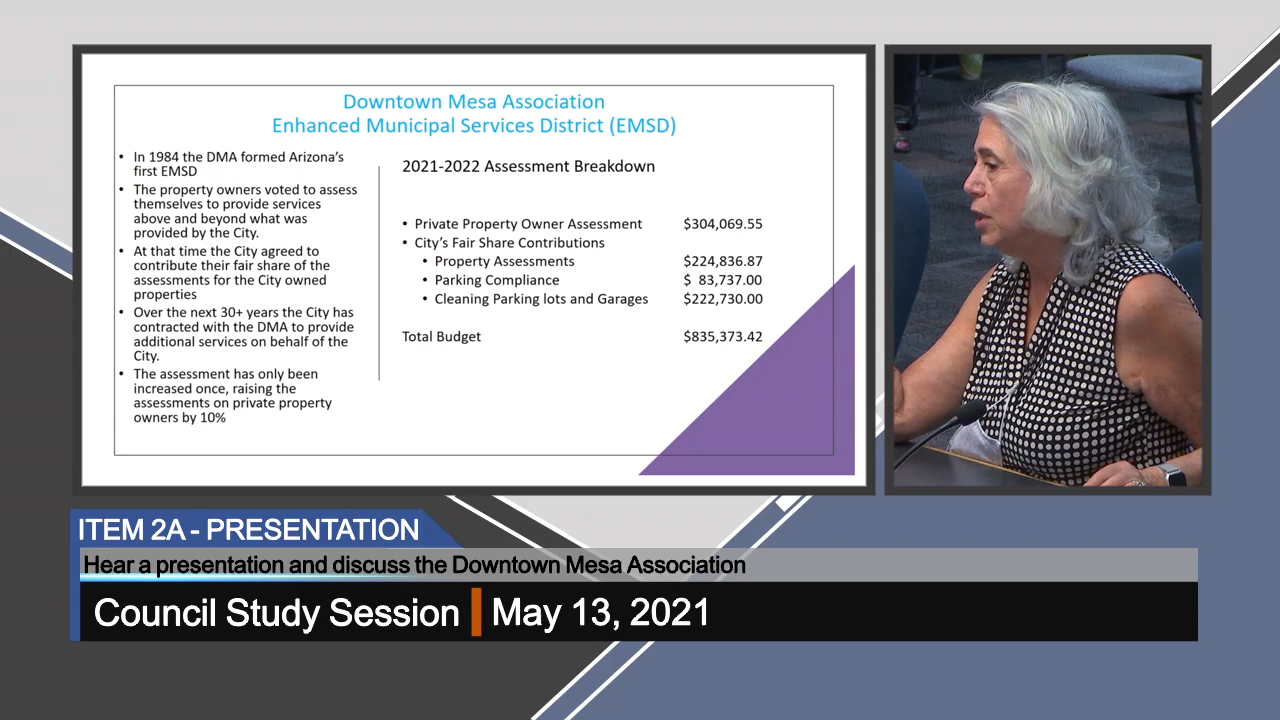 Downtown Mesa Association
Enhanced Municipal Services District (EMSD)
• In 1984 the DMA formed Arizona's
first EMSD
• The property owners voted to assess
themselves to provide services
above and beyond what was
provided by the City.
• At that time the City agreed to
contribute their fair share of the
assessments for the City owned
properties
• Over the next 30+ years the City has
contracted with the DMA to provide
additional services on behalf of the
City.
• The assessment has only been
increased once, raising the
assessments on private property
owners by 10%
2021-2022 Assessment Breakdown
• Private Property Owner Assessment $304,069.55
• City's Fair Share Contributions
• Property Assessments $224,836.87
• Parking Compliance $ 83,737.00
• Cleaning Parking lots and Garages $222,730.00
Total Budget $835,373.42
ITEM 2A - PRESENTATION
Hear a presentation and discuss the Downtown Mesa Association
Council Study Session May 13, 2021